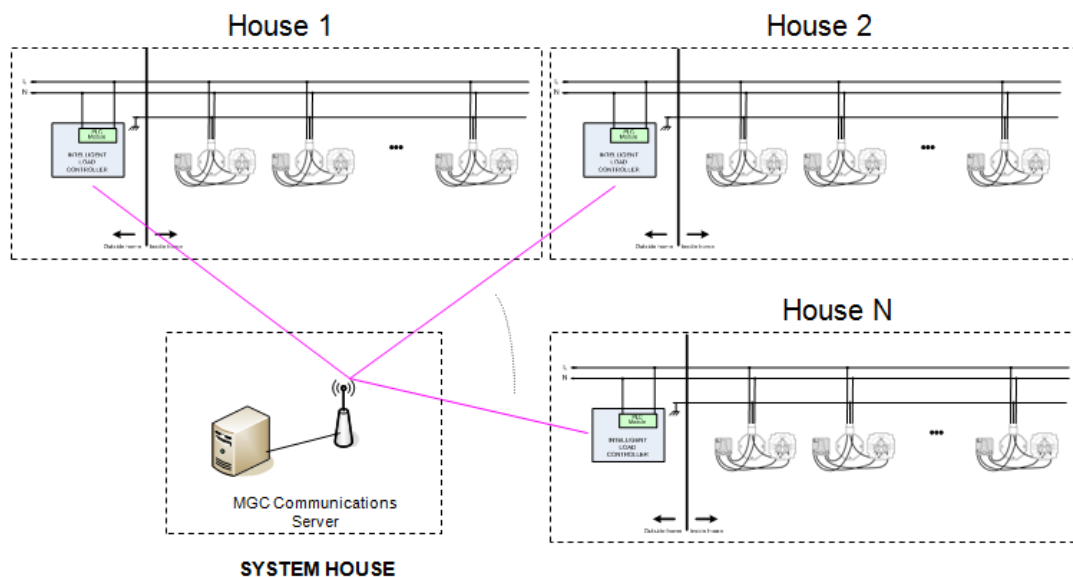 House 1
L
N
PLC
Module
INTELLIGENT
LOAD
CONTROLLER
Outside home
Inside home
House 2
L
N
PLC
Module
INTELLIGENT
LOAD
CONTROLLER
Outside home
Inside home
House N
L
N
PLC
Module
INTELLIGENT
LOAD
CONTROLLER
Outside home
Inside home
MGC Communications
Server
SYSTEM HOUSE